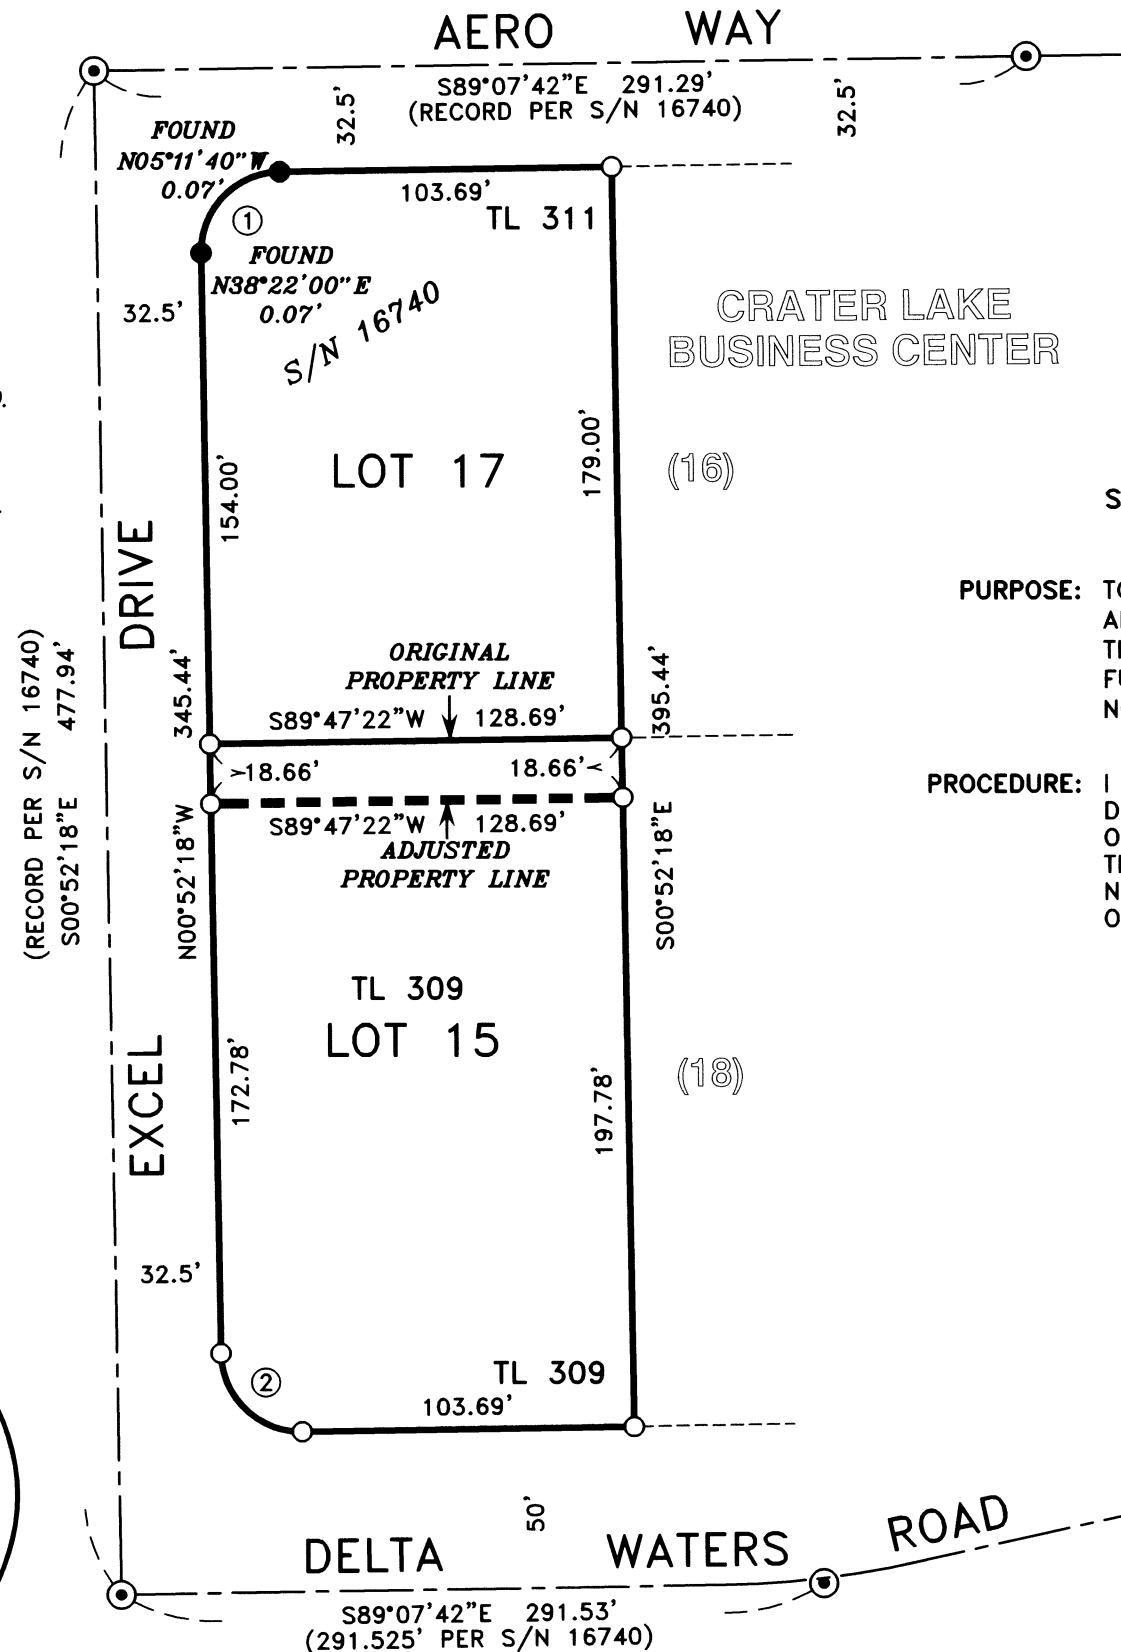 AERO WAY
S89°07'42"E 291.29'
(RECORD PER S/N 16740)
32.5'
32.5'
FOUND
N05°11'40"W
0.07'
①
103.69'
TL 311
FOUND
N38°22'00"E
0.07'
32.5'
S/N 16740
CRATER LAKE
BUSINESS CENTER
LOT 17
(16)
154.00'
179.00'
S
DRIVE
PURPOSE:
(RECORD PER S/N 16740)
S00°52'18"E 477.94'
345.44'
395.44'
ORIGINAL
PROPERTY LINE
S89°47'22"W 128.69'
18.66'
18.66'
S89°47'22"W 128.69'
ADJUSTED
PROPERTY LINE
PROCEDURE: I
N00°52'18"W
S00°52'18"E
TL 309
LOT 15
(18)
172.78'
197.78'
EXCEL
32.5'
②
TL 309
103.69'
50'
DELTA WATERS ROAD
S89°07'42"E 291.53'
(291.525' PER S/N 16740)